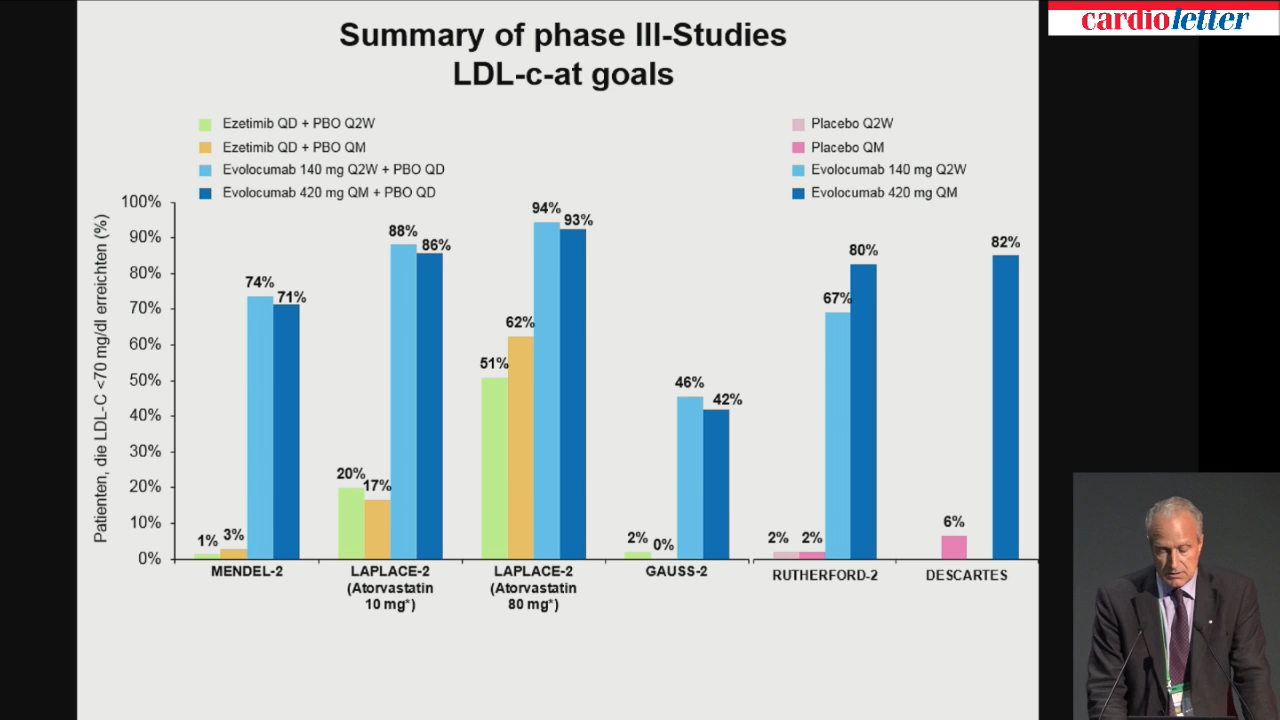 cardioletter
Summary of phase III-Studies
LDL-c-at goals
Ezetimib QD + PBO Q2W
Ezetimib QD + PBO QM
Evolocumab 140 mg Q2W + PBO QD
Evolocumab 420 mg QM + PBO QD
Placebo Q2W
Placebo QM
Evolocumab 140 mg Q2W
Evolocumab 420 mg QM
Patienten, die LDL-C <70 mg/dl erreichten (%)
100%
90%
80%
70%
60%
50%
40%
30%
20%
10%
0%
1%
3%
74%
71%
20%
17%
88%
86%
51%
62%
94%
93%
2%
0%
46%
42%
2%
2%
67%
80%
6%
82%
MENDEL-2
LAPLACE-2
(Atorvastatin
10 mg*)
LAPLACE-2
(Atorvastatin
80 mg*)
GAUSS-2
RUTHERFORD-2
DESCARTES